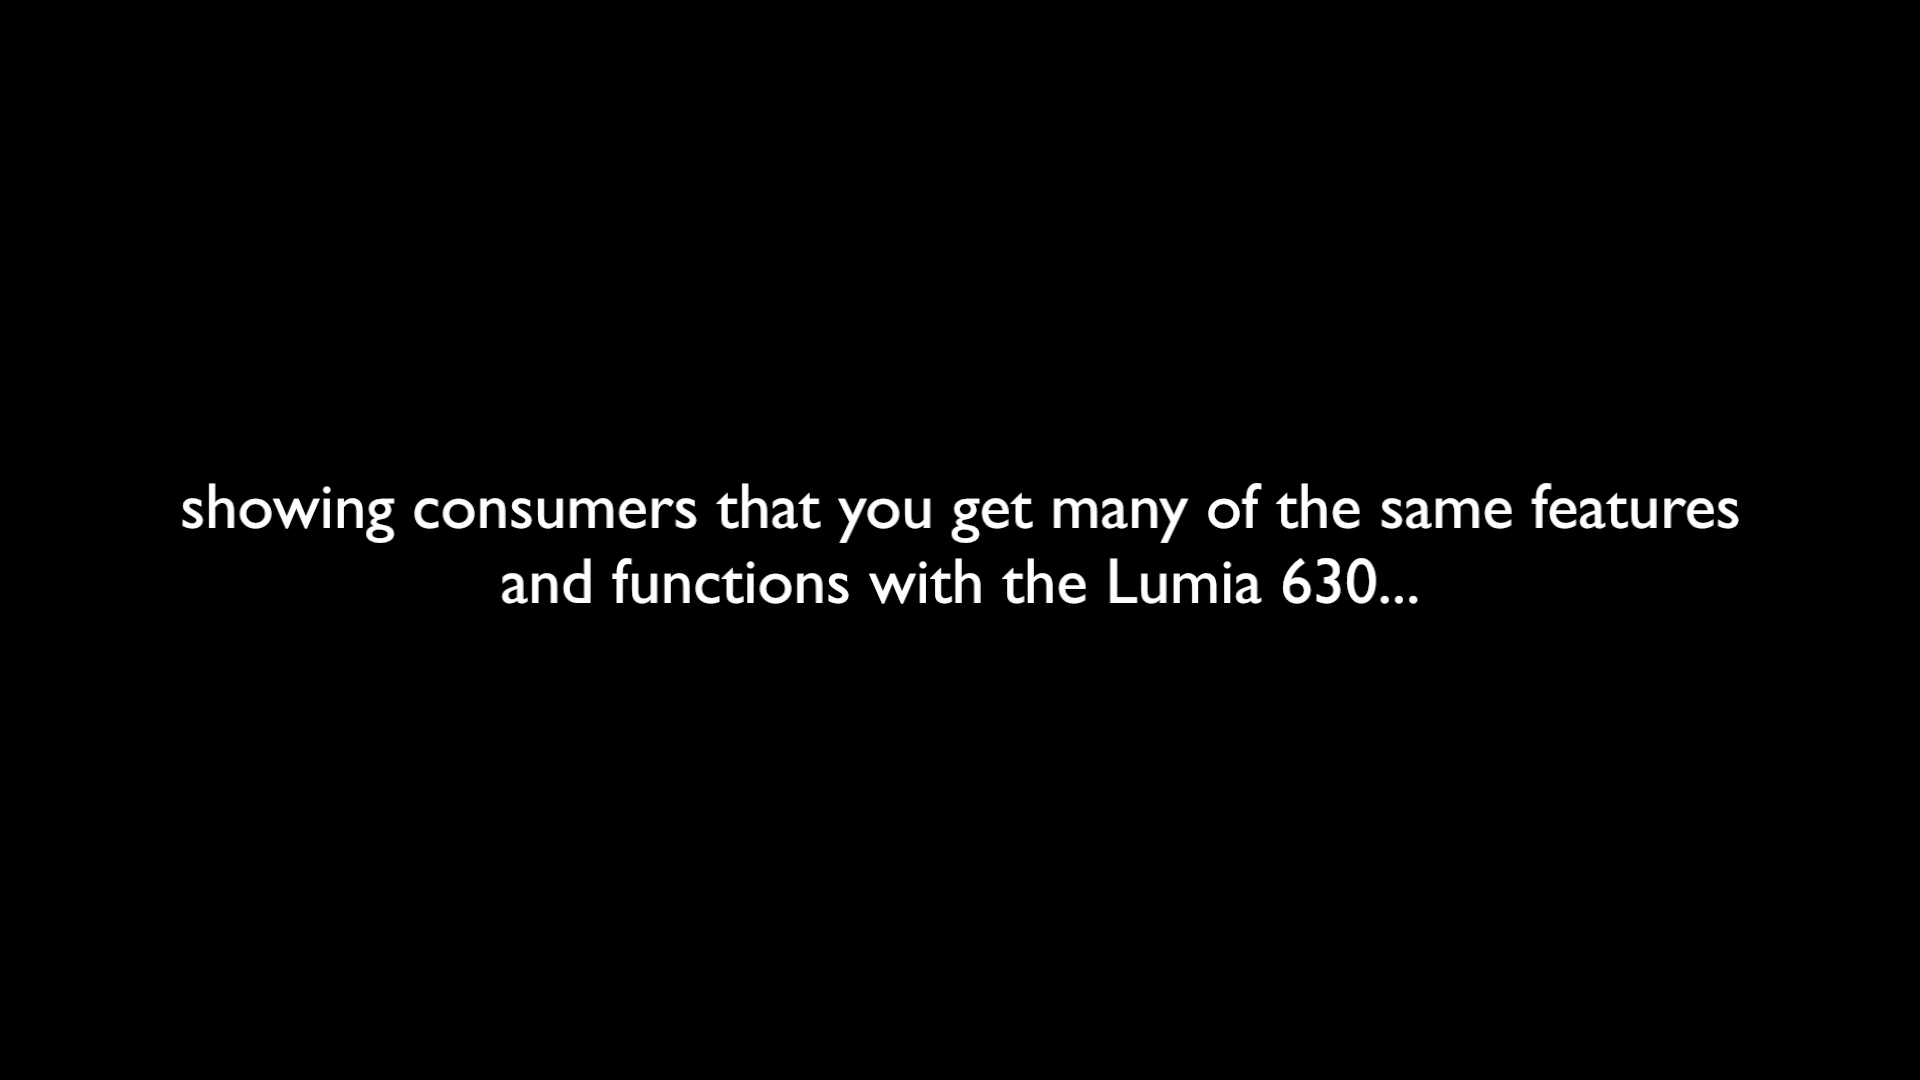 showing consumers that you get many of the same features
and functions with the Lumia 630...